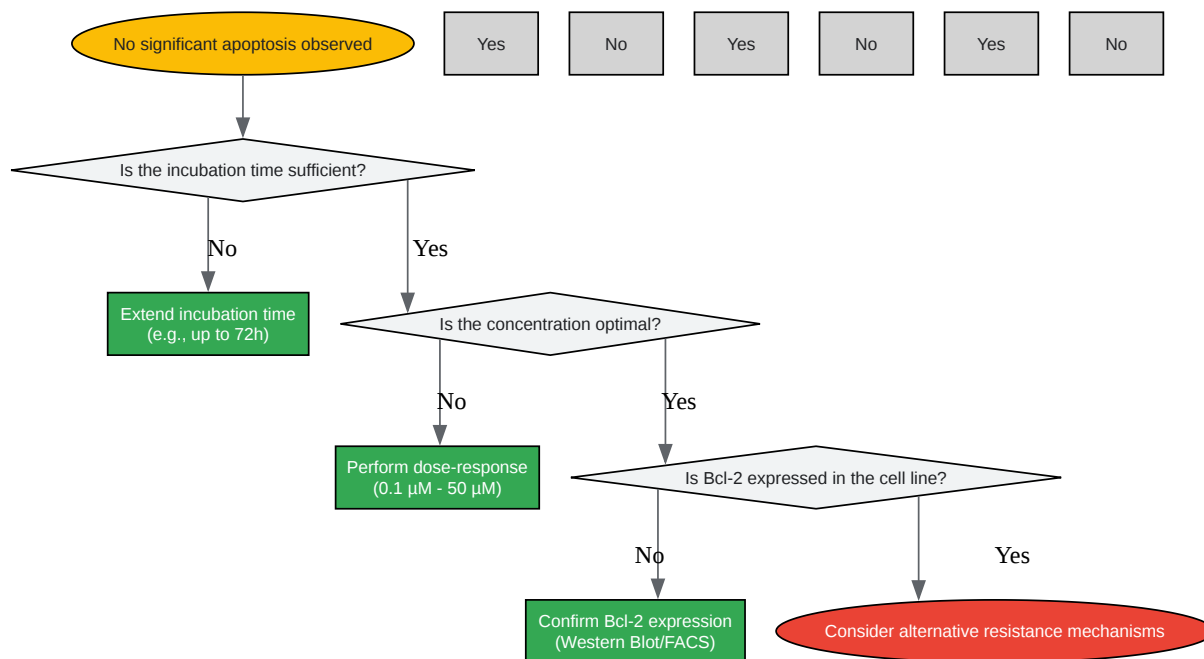 No significant apoptosis observed
Yes
No
Yes
No
Yes
No
Is the incubation time sufficient?
No
Yes
Extend incubation time
(e.g., up to 72h)
Is the concentration optimal?
No
Yes
Perform dose-response
(0.1 µM - 50 µM)
Is Bcl-2 expressed in the cell line?
No
Yes
Confirm Bcl-2 expression
(Western Blot/FACS)
Consider alternative resistance mechanisms